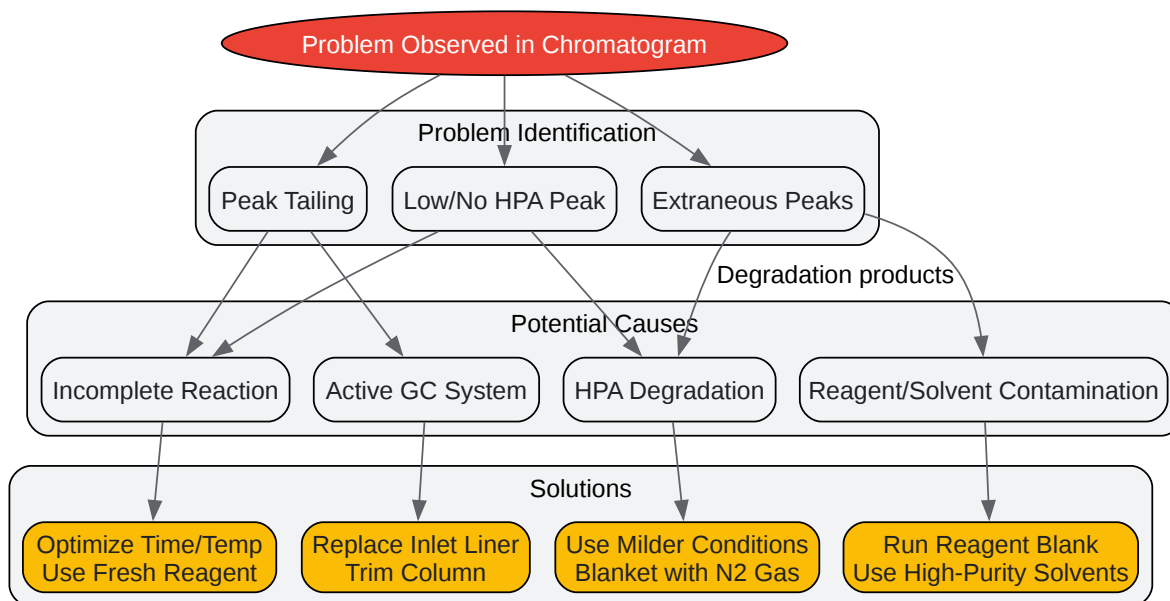 Problem Observed in Chromatogram
Problem Identification
Peak Tailing
Low/No HPA Peak
Extraneous Peaks
Degradation products
Potential Causes
Incomplete Reaction
Active GC System
HPA Degradation
Reagent/Solvent Contamination
Solutions
Optimize Time/Temp
Use Fresh Reagent
Replace Inlet Liner
Trim Column
Use Milder Conditions
Blanket with N2 Gas
Run Reagent Blank
Use High-Purity Solvents